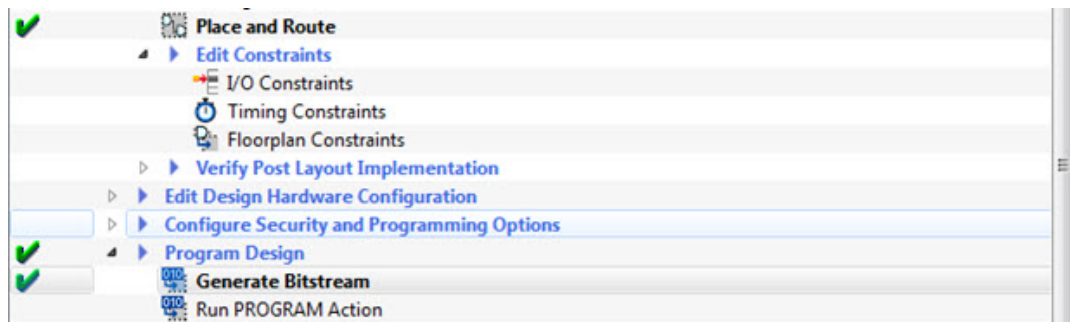 Place and Route
Edit Constraints
I/O Constraints
Timing Constraints
Floorplan Constraints
Verify Post Layout Implementation
Edit Design Hardware Configuration
Configure Security and Programming Options
Program Design
Generate Bitstream
Run PROGRAM Action